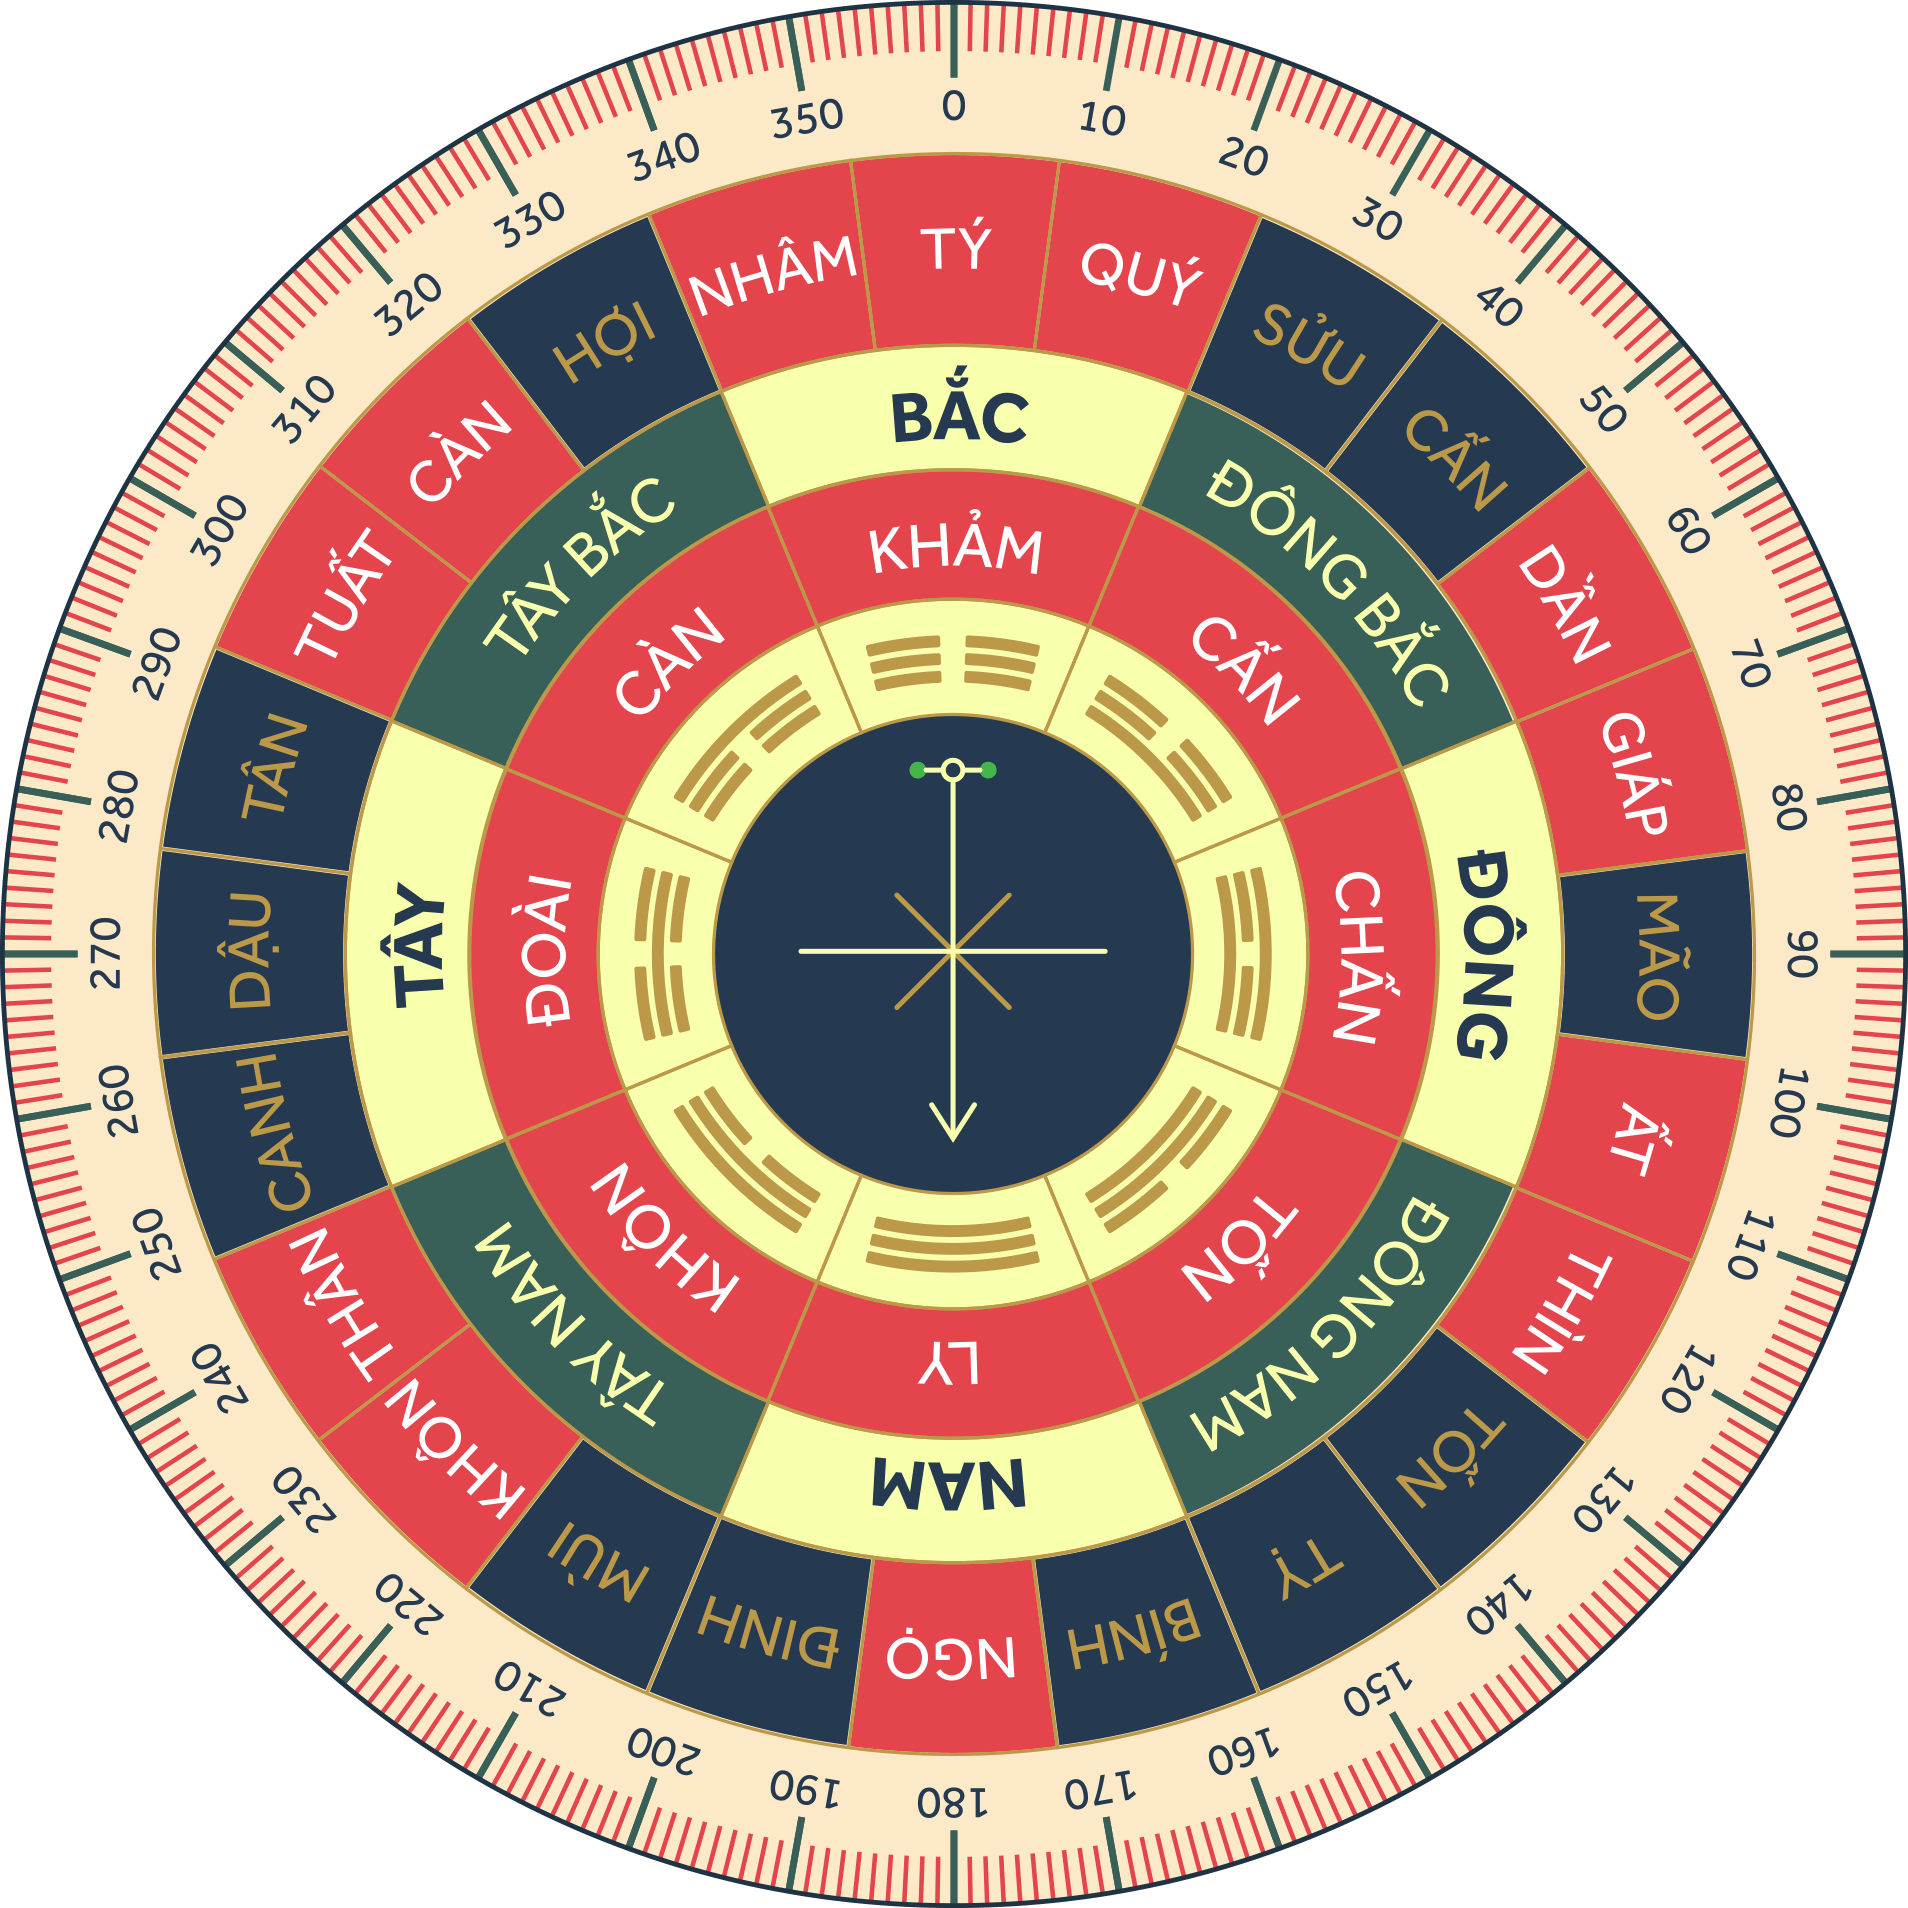 0
10
20
30
40
50
60
70
80
90
100
110
120
130
140
150
160
170
180
190
200
210
220
230
240
250
260
270
280
290
300
310
320
330
340
350
NHÂM
TÝ
QUÝ
SỬU
CẤN
DẦN
GIÁP
MÃO
ẤT
THÌN
TỐN
TỴ
BÍNH
NGỌ
ĐINH
MÙI
KHÔN
THÂN
CANH
DẬU
TÂN
TUẤT
CÀN
HỢI
BẮC
ĐÔNG BẮC
ĐÔNG
ĐÔNG NAM
NAM
TÂY NAM
TÂY
TÂY BẮC
KHẢM
CẤN
CHẤN
TỐN
LY
KHÔN
ĐOÀI
CÀN